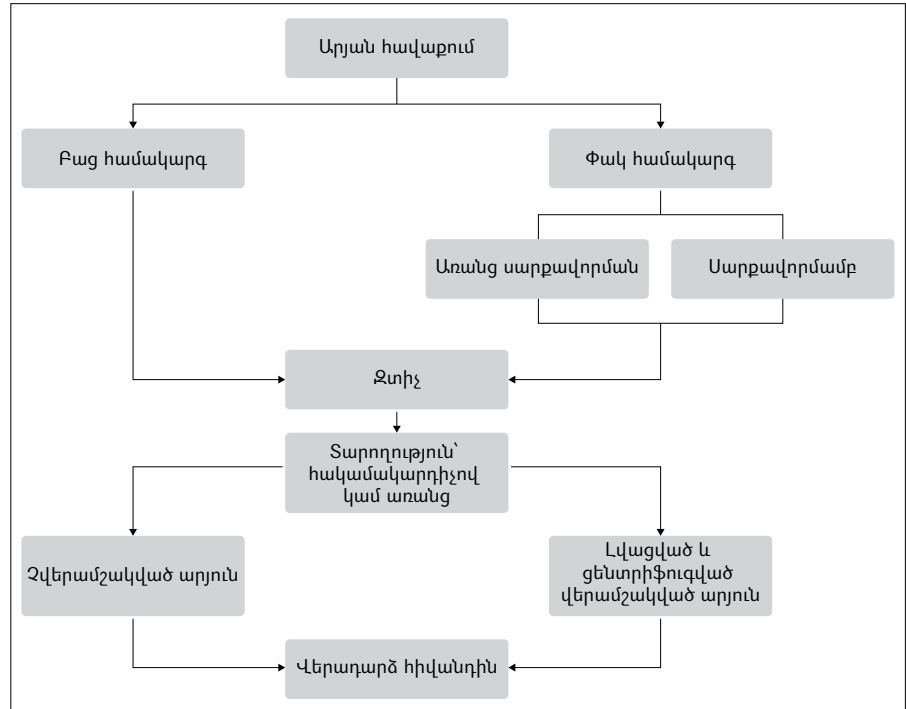 Արյան հավաքում
Բաց համակարգ
Փակ համակարգ
Առանց սարքավորման
Սարքավորմամբ
Զտիչ
Տարողություն՝
հակամակարդիչով
կամ առանց
Չվերամշակված արյուն
Լվացված և
ցենտրիֆուգված
վերամշակված արյուն
Վերադարձ հիվանդին